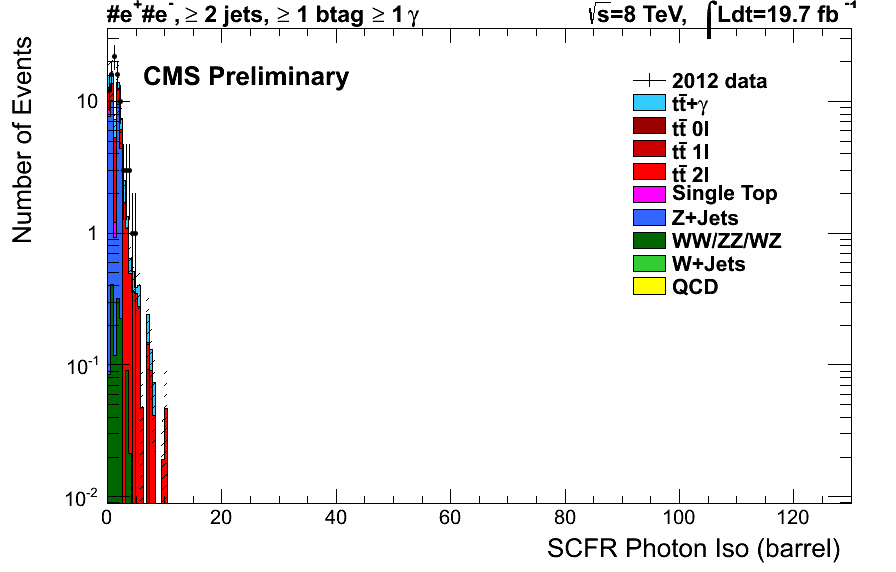 #e⁺#e⁻, ≥ 2 jets, ≥ 1 btag ≥ 1 γ
√s=8 TeV, ∫Ldt=19.7 fb⁻¹
CMS Preliminary
Number of Events
2012 data
tt̄+γ
tt̄ 0l
tt̄ 1l
tt̄ 2l
Single Top
Z+Jets
WW/ZZ/WZ
W+Jets
QCD
10
1
10⁻¹
10⁻²
0 20 40 60 80 100 120
SCFR Photon Iso (barrel)